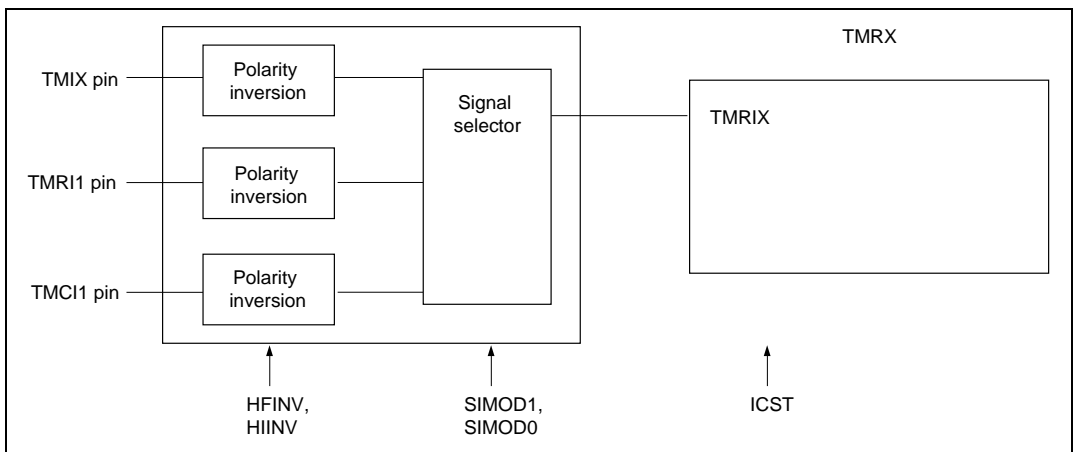 TMRX
TMIX pin
Polarity
inversion
Signal
selector
TMRIX
TMRI1 pin
Polarity
inversion
TMCI1 pin
Polarity
inversion
HFINV,
HIINV
SIMOD1,
SIMOD0
ICST